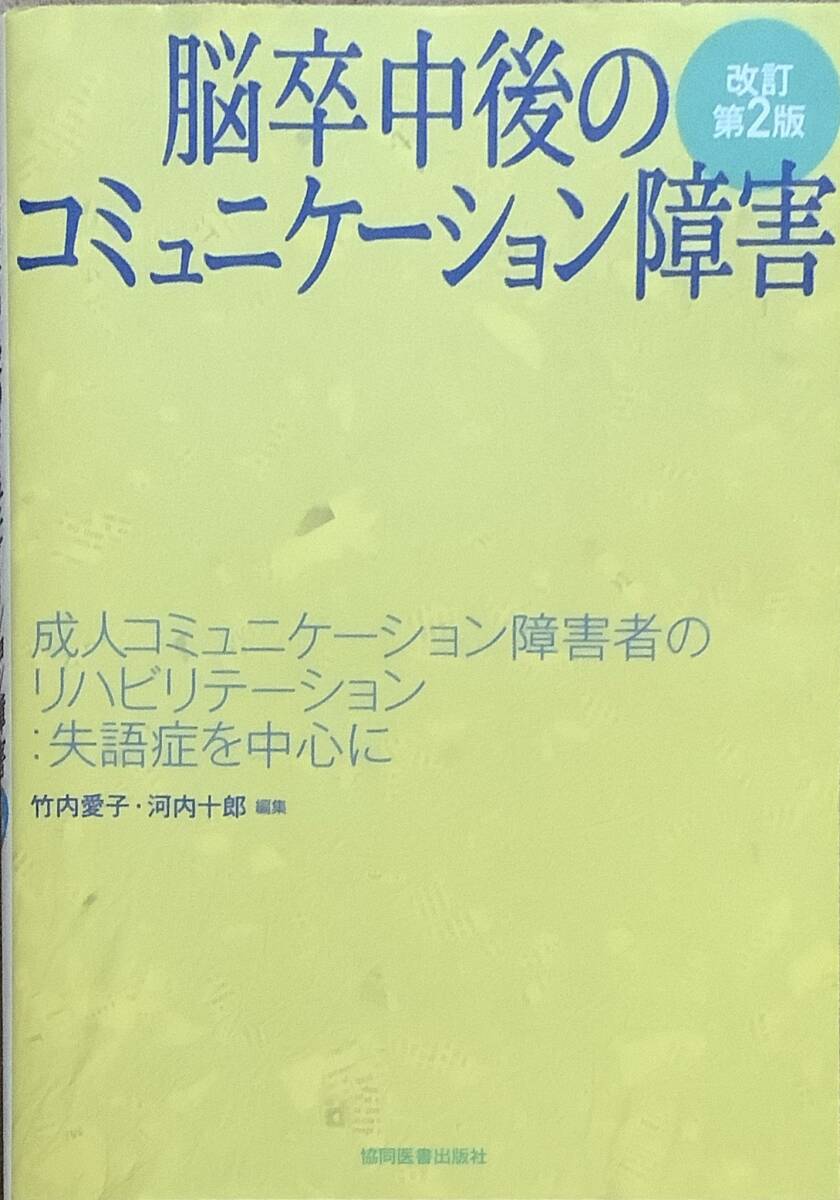 脳卒中後の
コミュニケーション障害
改訂
第2版
成人コミュニケーション障害者の
リハビリテーション
:失語症を中心に
竹内愛子・河内十郎 編集
協同医書出版社